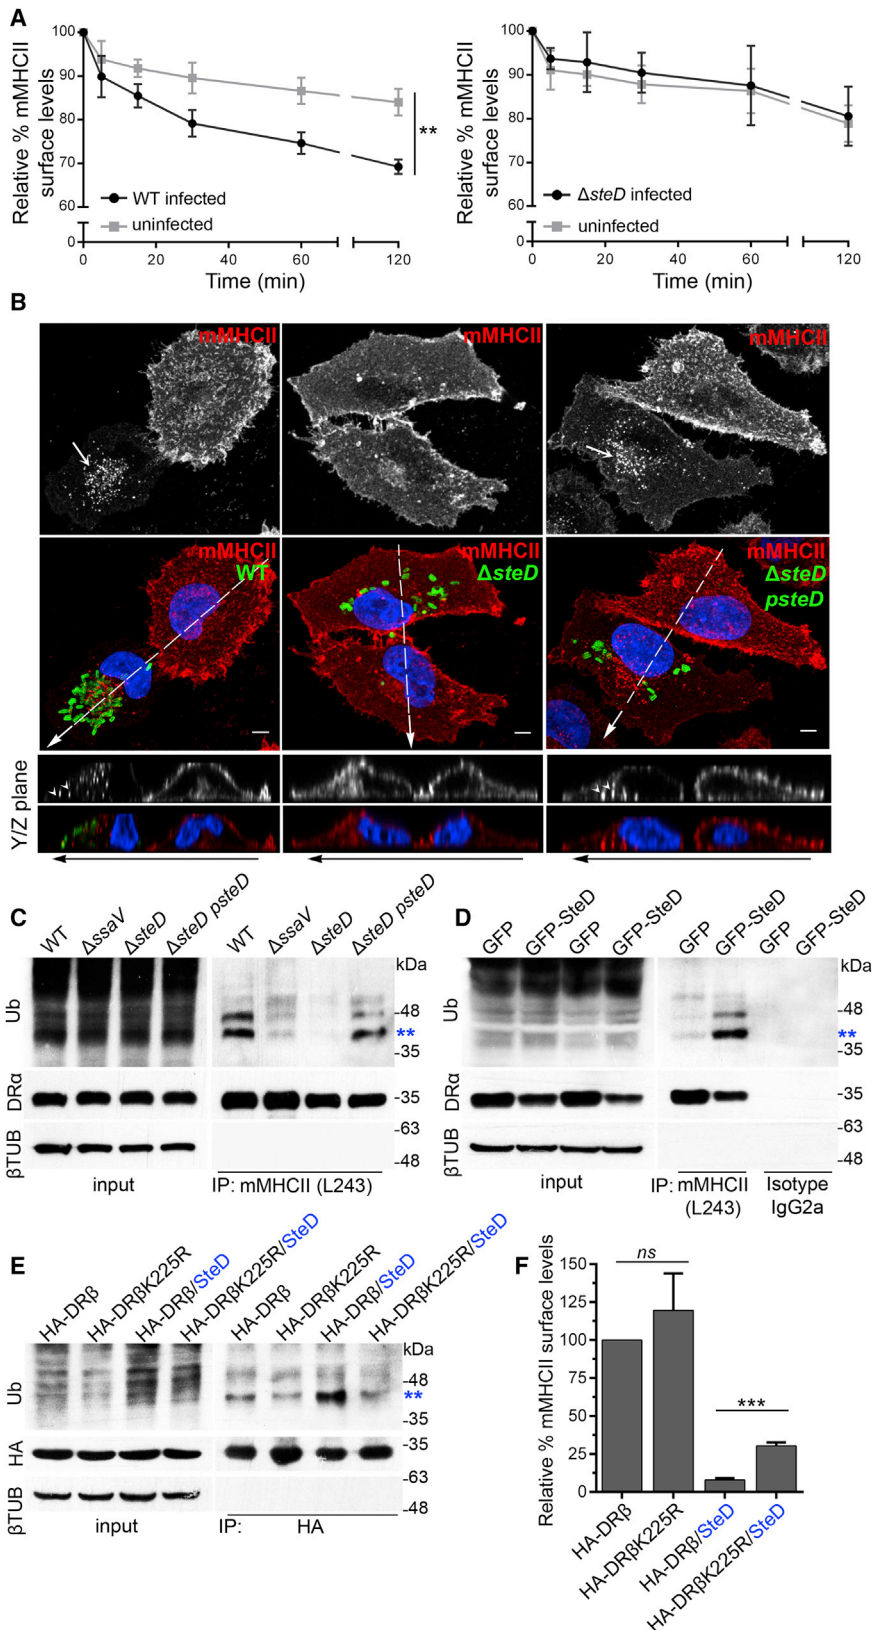 A
Relative % mMHCII
surface levels
100
90
80
70
60
0
WT infected
uninfected
**
0
20
40
60
120
Time (min)
Relative % mMHCII
surface levels
100
90
80
70
60
0
ΔsteD infected
uninfected
0
20
40
60
120
Time (min)
B
mMHCII
mMHCII
mMHCII
mMHCII
WT
mMHCII
ΔsteD
mMHCII
ΔsteD
psteD
Y/Z plane
C
WT
ΔssaV
ΔsteD
ΔsteD psteD
WT
ΔssaV
ΔsteD
ΔsteD psteD
kDa
Ub
-48
**
-35
DRα
-35
-63
βTUB
-48
input
IP: mMHCII (L243)
D
GFP
GFP-SteD
GFP
GFP-SteD
GFP
GFP-SteD
GFP
GFP-SteD
kDa
Ub
-48
**
-35
DRα
-35
-63
βTUB
-48
input
IP: mMHCII
(L243)
Isotype
IgG2a
E
HA-DRβ
HA-DRβK225R
HA-DRβ/SteD
HA-DRβK225R/SteD
HA-DRβ
HA-DRβK225R
HA-DRβ/SteD
HA-DRβK225R/SteD
kDa
Ub
-48
**
-35
HA
-35
-63
βTUB
-48
input
IP:
HA
F
Relative % mMHCII surface levels
150
125
100
75
50
25
0
ns
***
HA-DRβ
HA-DRβK225R
HA-DRβ/SteD
HA-DRβK225R/SteD